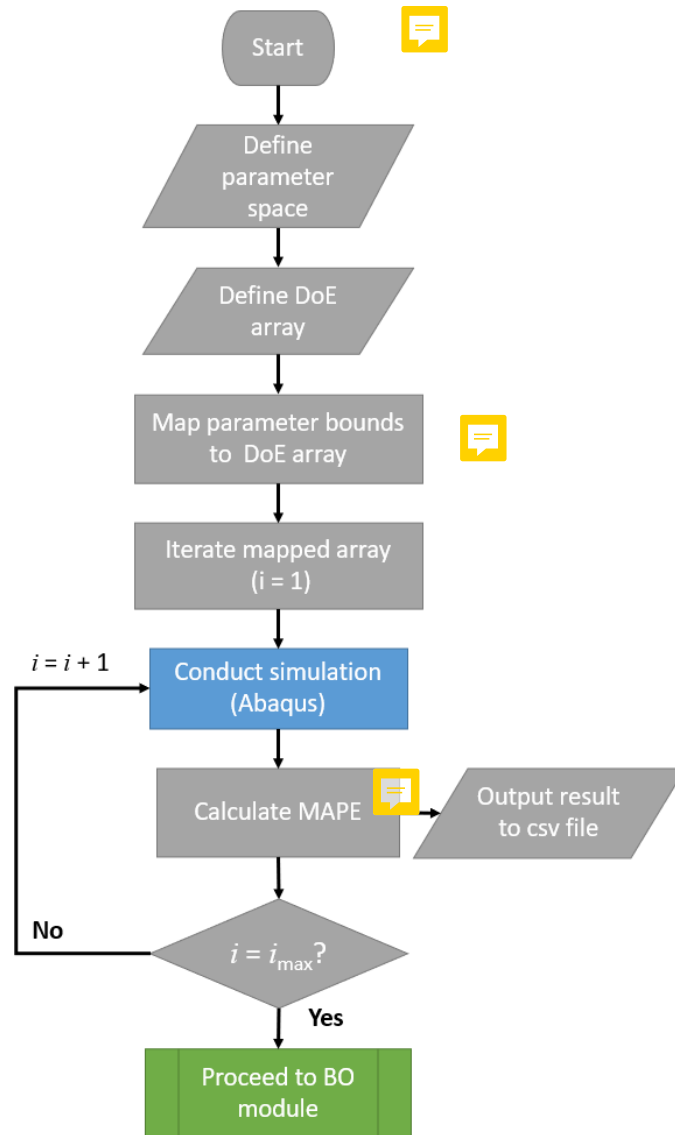 Start
Define
parameter
space
Define DoE
array
Map parameter bounds
to DoE array
Iterate mapped array
(i = 1)
i = i + 1
Conduct simulation
(Abaqus)
Calculate MAPE
Output result
to csv file
No
i = imax?
Yes
Proceed to BO
module